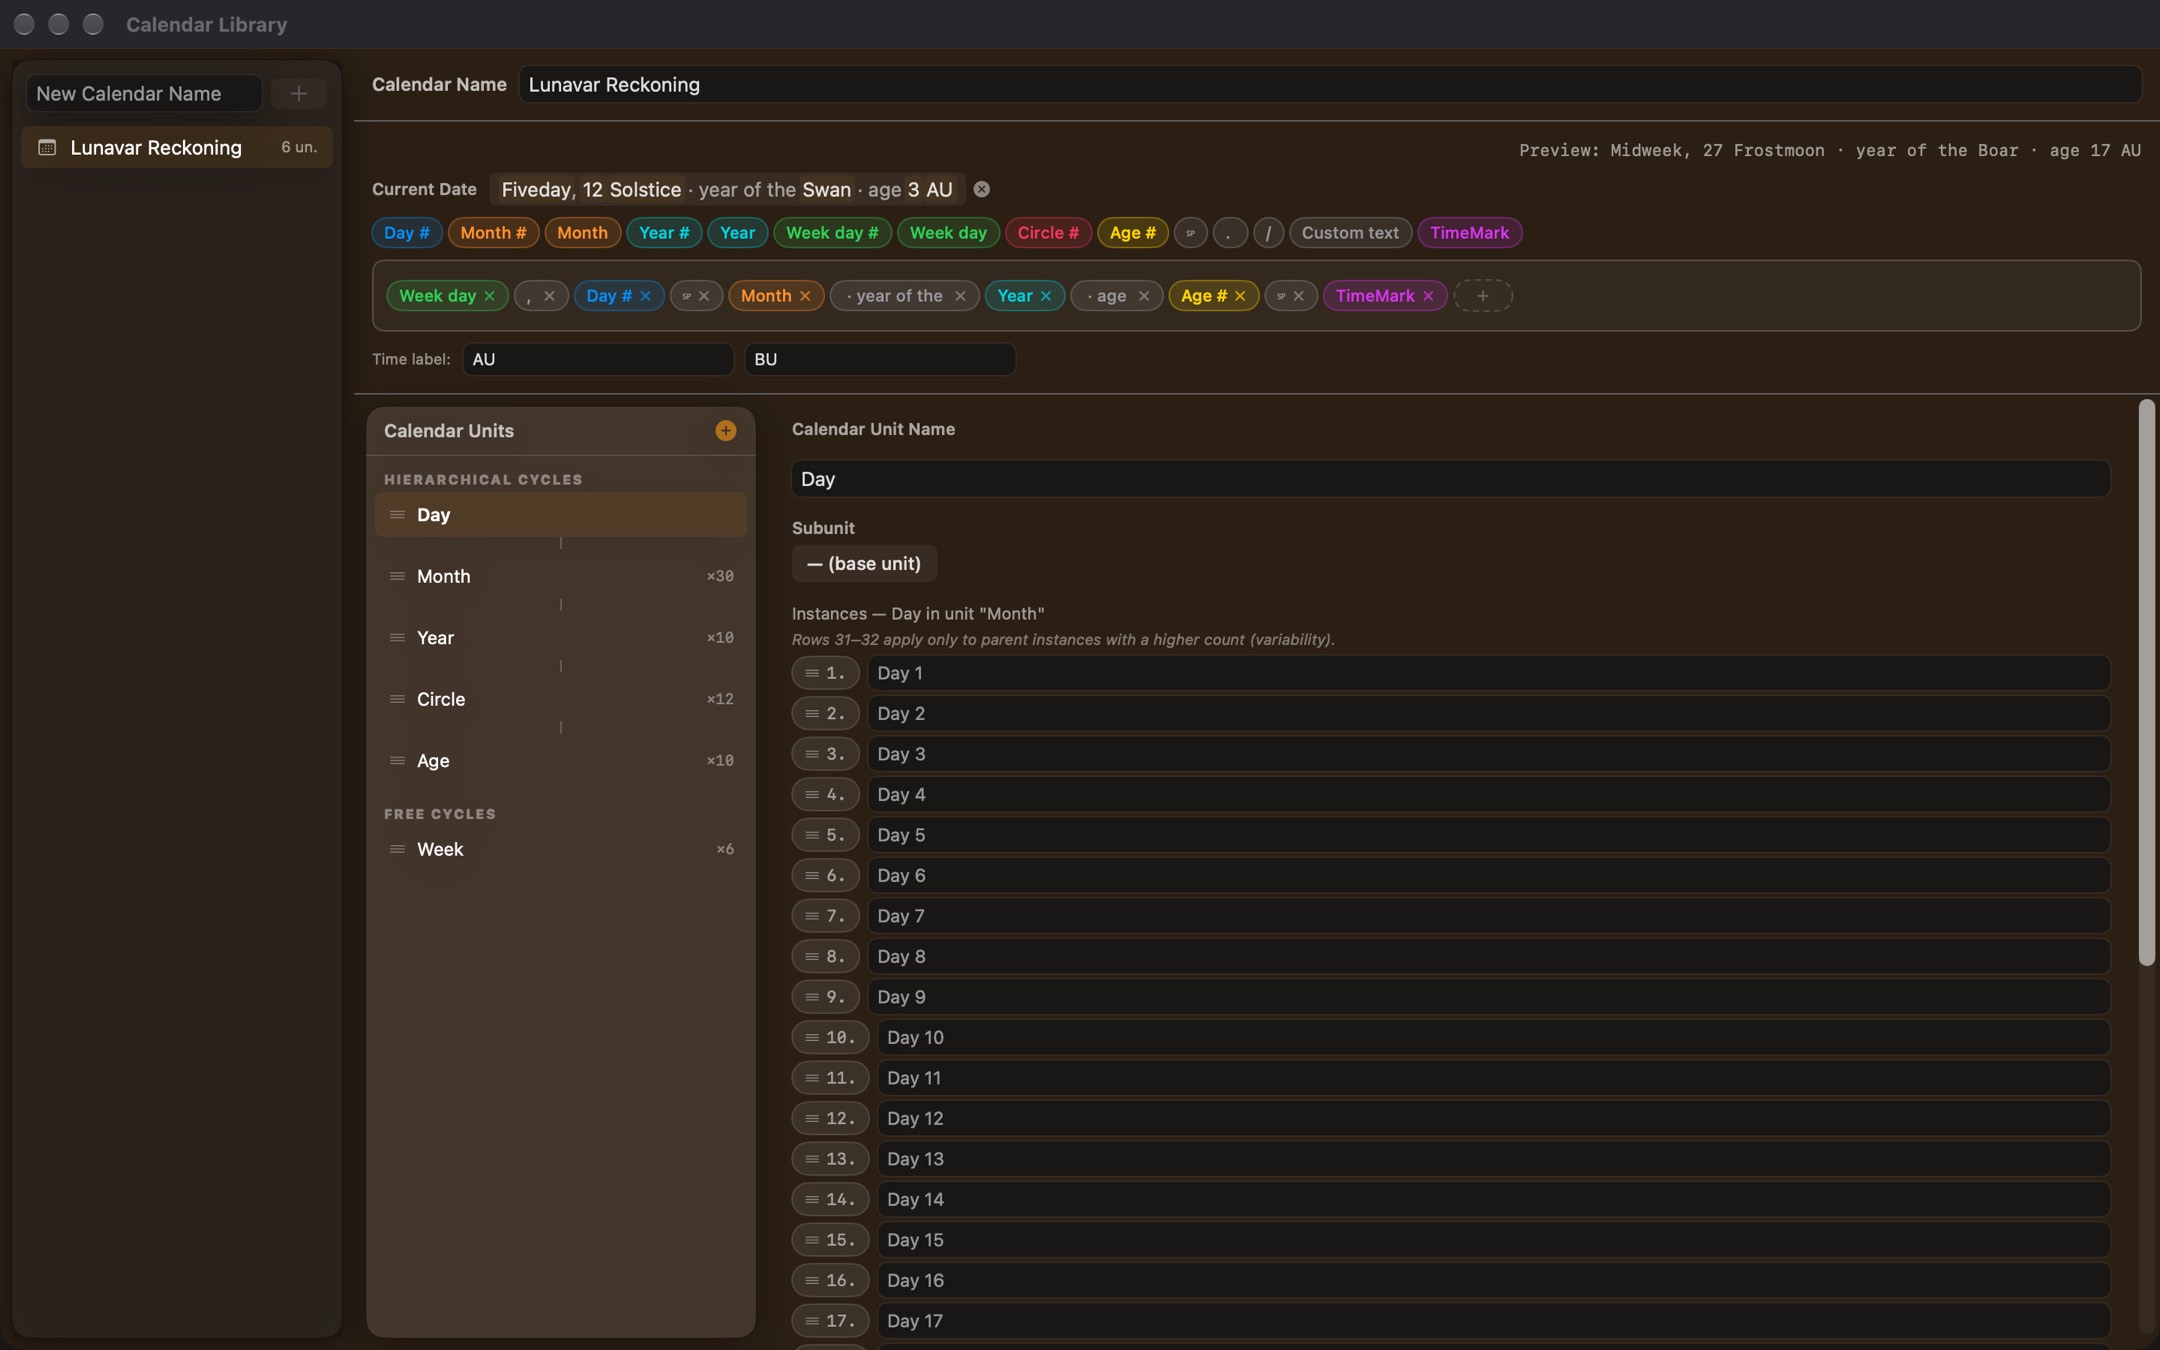 Calendar Library
New Calendar Name +
Lunavar Reckoning 6 un.
Calendar Name Lunavar Reckoning
Preview: Midweek, 27 Frostmoon · year of the Boar · age 17 AU
Current Date Fiveday, 12 Solstice · year of the Swan · age 3 AU
Day # Month # Month Year # Year Week day # Week day Circle # Age # SP . / Custom text TimeMark
Week day × , × Day # × SP × Month × · year of the × Year × · age × Age # × SP × TimeMark × +
Time label: AU BU
Calendar Units +
HIERARCHICAL CYCLES
Day
Month ×30
Year ×10
Circle ×12
Age ×10
FREE CYCLES
Week ×6
Calendar Unit Name
Day
Subunit
— (base unit)
Instances — Day in unit "Month"
Rows 31–32 apply only to parent instances with a higher count (variability).
1. Day 1
2. Day 2
3. Day 3
4. Day 4
5. Day 5
6. Day 6
7. Day 7
8. Day 8
9. Day 9
10. Day 10
11. Day 11
12. Day 12
13. Day 13
14. Day 14
15. Day 15
16. Day 16
17. Day 17